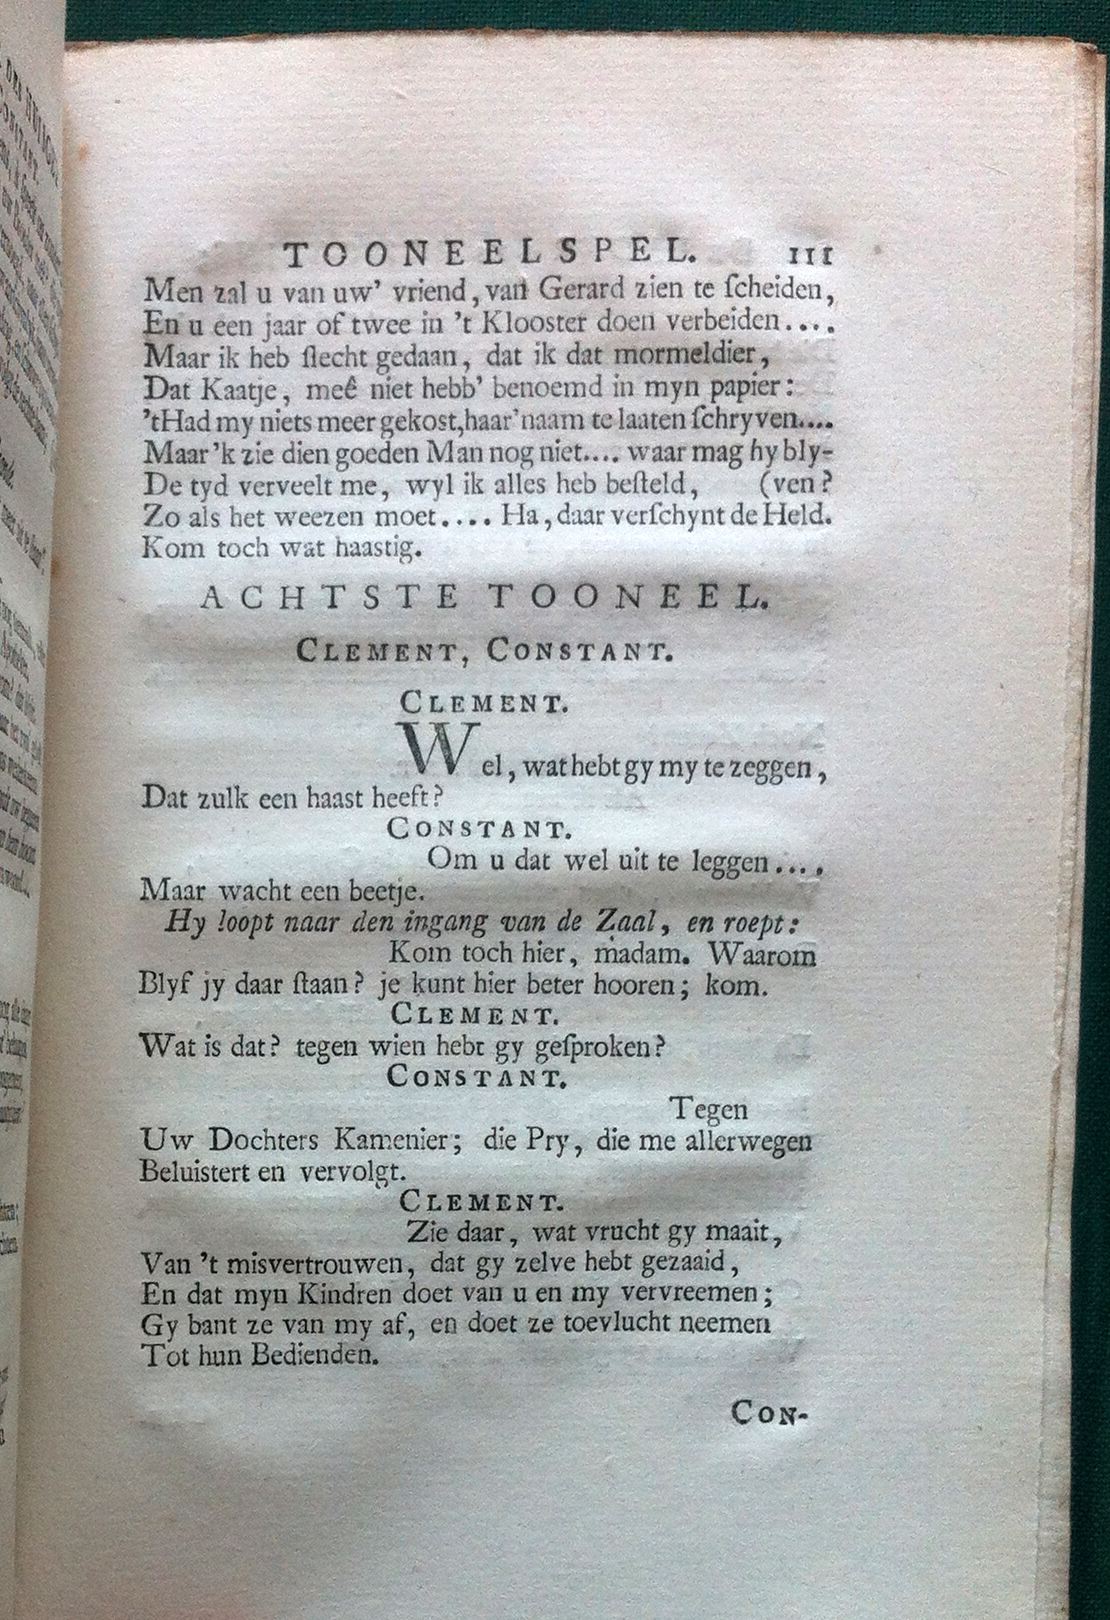 TOONEELSPEL. 111
Men zal u van uw' vriend, van Gerard zien te ſcheiden,
En u een jaar of twee in 't Klooster doen verbeiden....
Maar ik heb ſlecht gedaan, dat ik dat mormeldier,
Dat Kaatje, meê niet hebb' benoemd in myn papier:
'tHad my niets meer gekost, haar' naam te laaten ſchryven....
Maar 'k zie dien goeden Man nog niet.... waar mag hy bly-
De tyd verveelt me, wyl ik alles heb beſteld, (ven?
Zo als het weezen moet.... Ha, daar verſchynt de Held.
Kom toch wat haastig.
ACHTSTE TOONEEL.
CLEMENT, CONSTANT.
CLEMENT.
Wel, wat hebt gy my te zeggen,
Dat zulk een haast heeft?
CONSTANT.
Om u dat wel uit te leggen....
Maar wacht een beetje.
Hy loopt naar den ingang van de Zaal, en roept:
Kom toch hier, madam. Waarom
Blyf jy daar ſtaan? je kunt hier beter hooren; kom.
CLEMENT.
Wat is dat? tegen wien hebt gy geſproken?
CONSTANT.
Tegen
Uw Dochters Kamenier; die Pry, die me allerwegen
Beluistert en vervolgt.
CLEMENT.
Zie daar, wat vrucht gy maait,
Van 't misvertrouwen, dat gy zelve hebt gezaaid,
En dat myn Kindren doet van u en my vervreemen;
Gy bant ze van my af, en doet ze toevlucht neemen
Tot hun Bedienden.
CON-